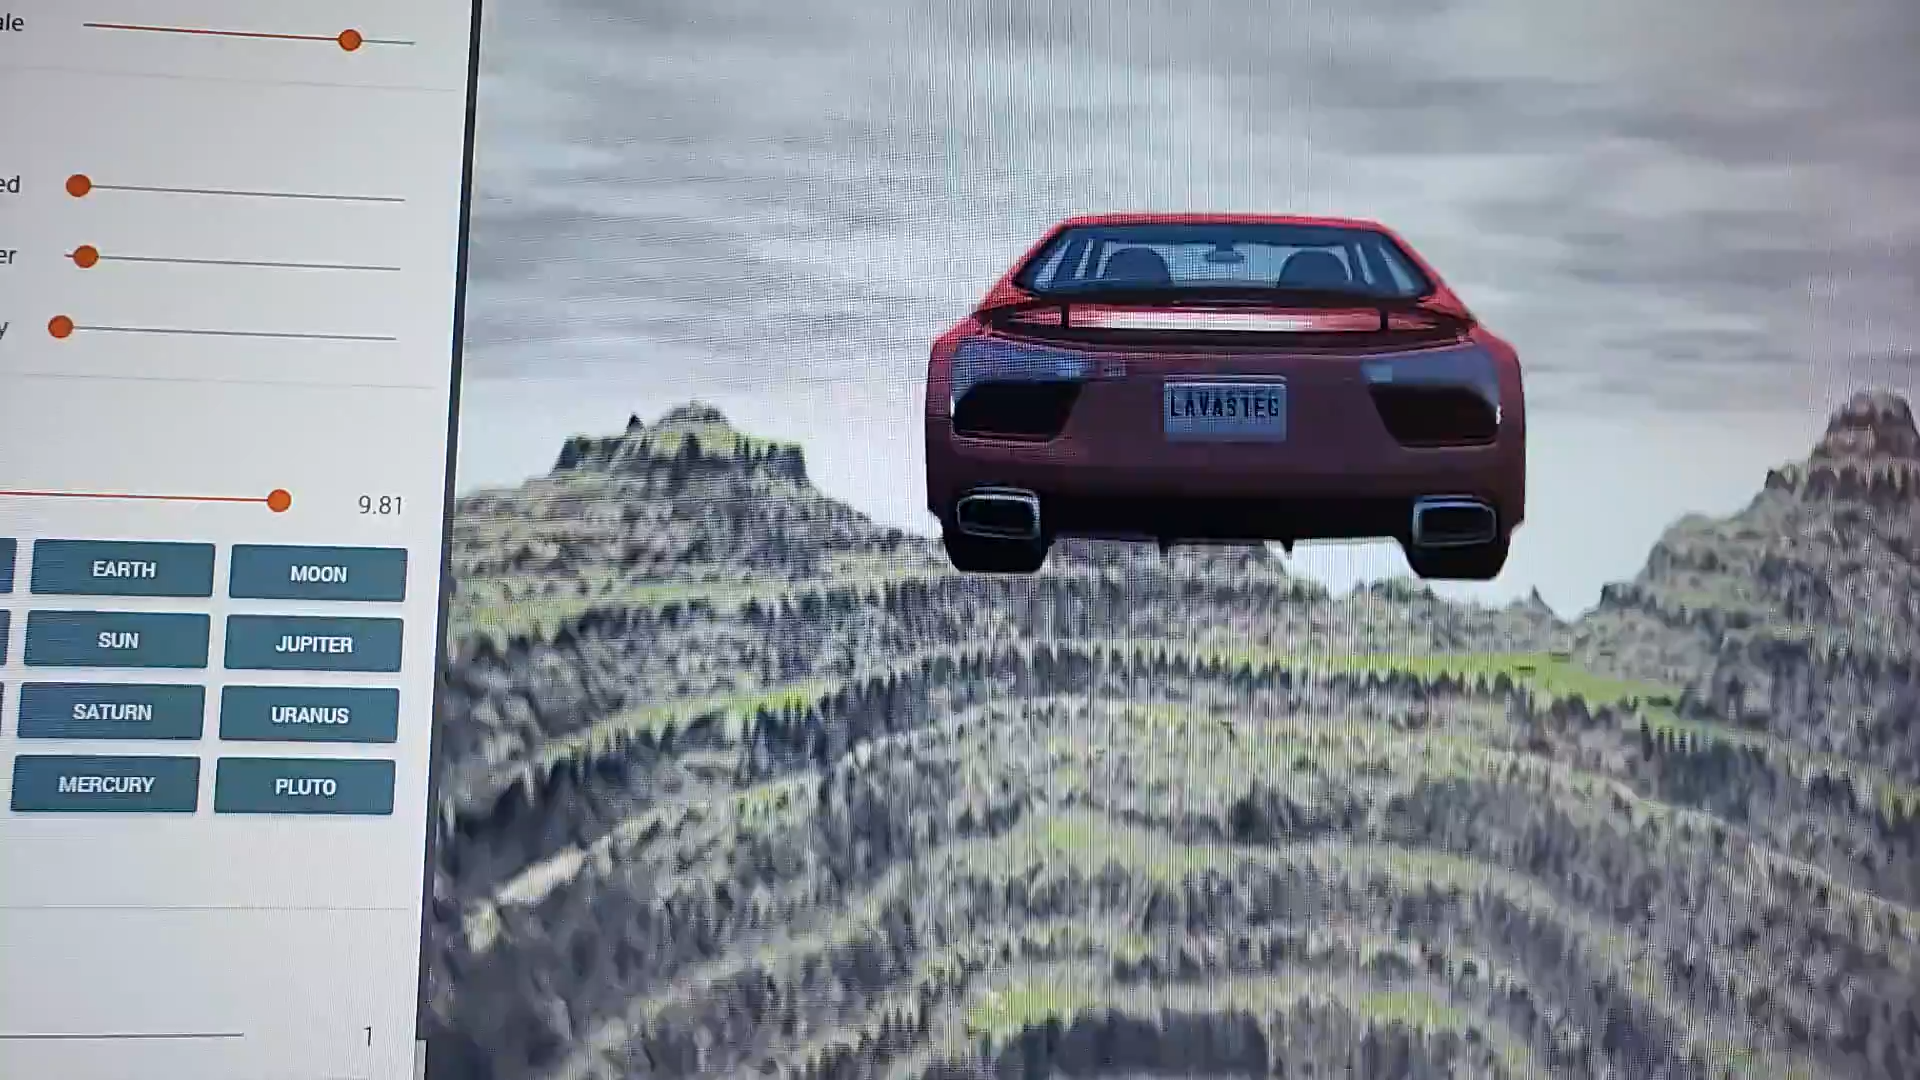 ale
ed
er
y
9.81
EARTH
MOON
SUN
JUPITER
SATURN
URANUS
MERCURY
PLUTO
1
LAVASTEG